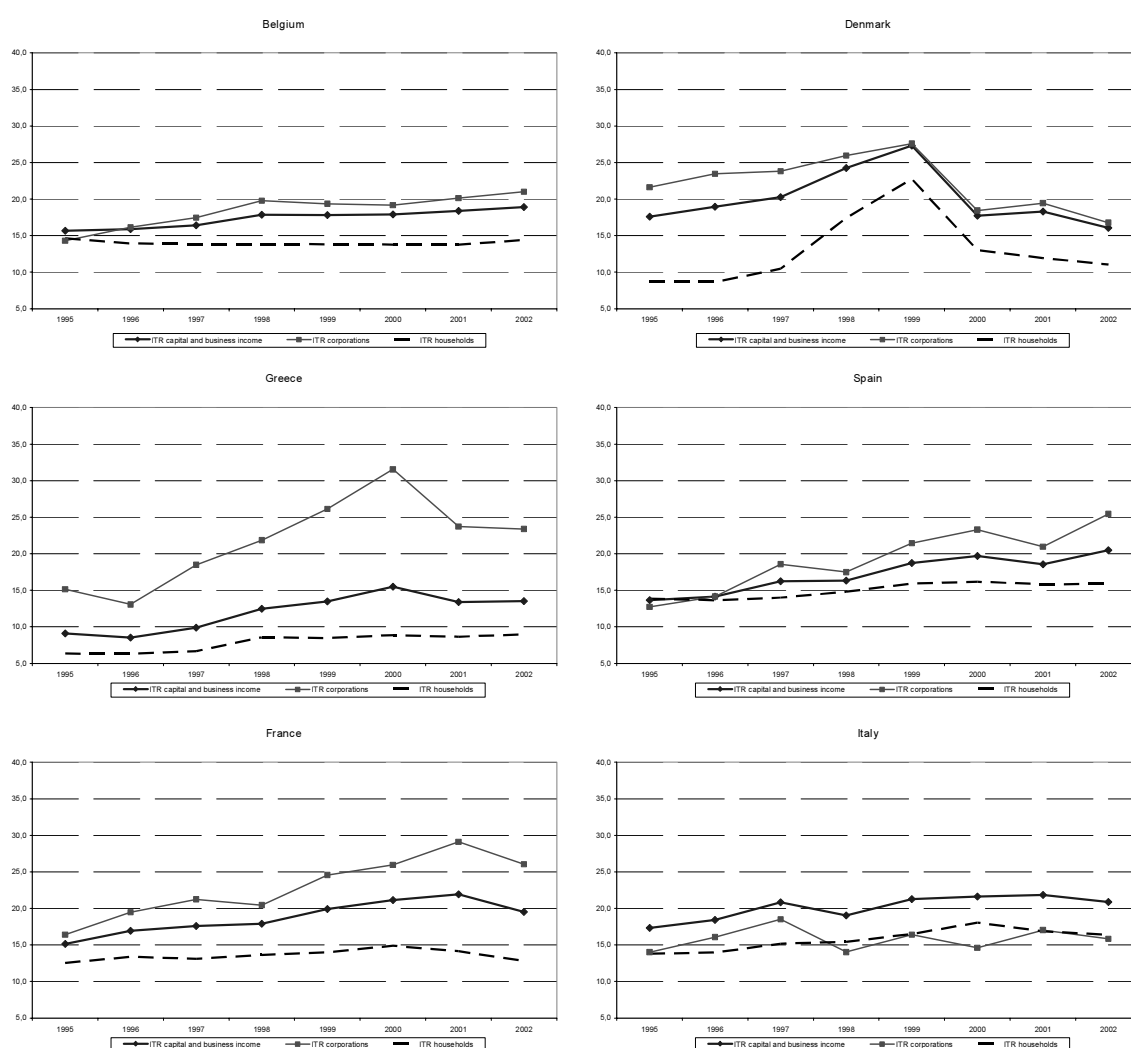 Belgium
40,0
35,0
30,0
25,0
20,0
15,0
10,0
5,0
1995 1996 1997 1998 1999 2000 2001 2002
ITR capital and business income ITR corporations ITR households
Denmark
40,0
35,0
30,0
25,0
20,0
15,0
10,0
5,0
1995 1996 1997 1998 1999 2000 2001 2002
ITR capital and business income ITR corporations ITR households
Greece
40,0
35,0
30,0
25,0
20,0
15,0
10,0
5,0
1995 1996 1997 1998 1999 2000 2001 2002
ITR capital and business income ITR corporations ITR households
Spain
40,0
35,0
30,0
25,0
20,0
15,0
10,0
5,0
1995 1996 1997 1998 1999 2000 2001 2002
ITR capital and business income ITR corporations ITR households
France
40,0
35,0
30,0
25,0
20,0
15,0
10,0
5,0
1995 1996 1997 1998 1999 2000 2001 2002
ITR capital and business income ITR corporations ITR households
Italy
40,0
35,0
30,0
25,0
20,0
15,0
10,0
5,0
1995 1996 1997 1998 1999 2000 2001 2002
ITR capital and business income ITR corporations ITR households